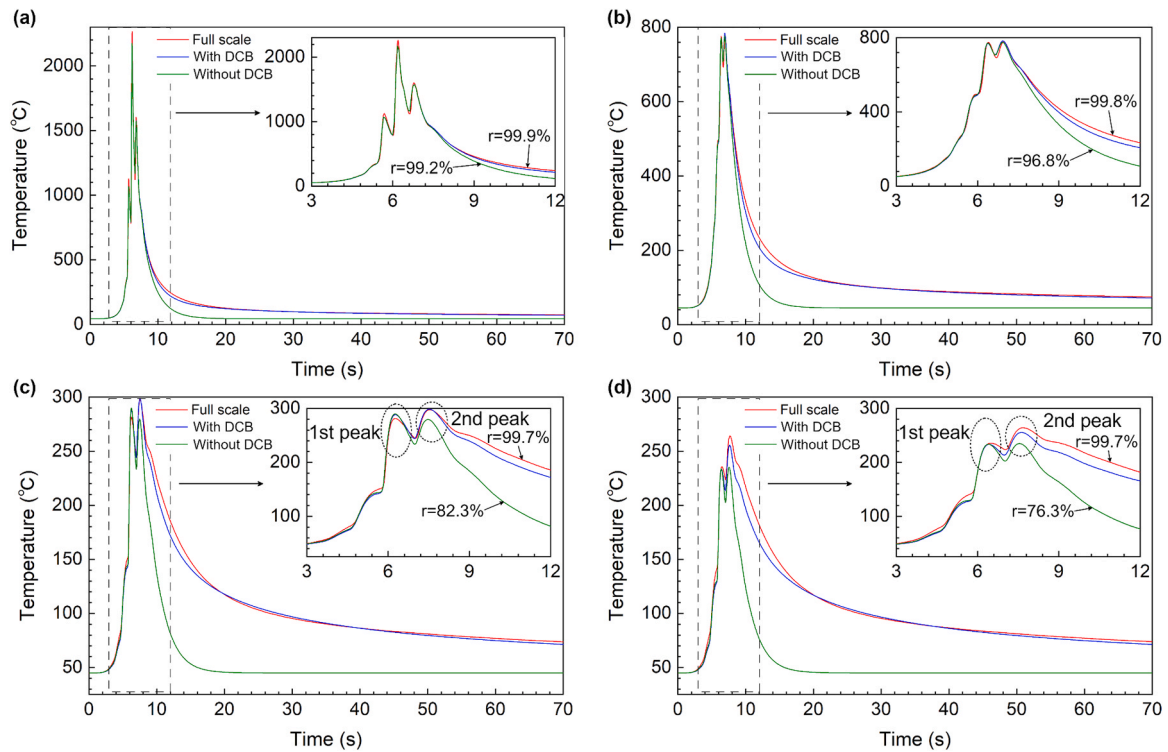 (a)
Full scale
With DCB
Without DCB
2000
1000
0
3 6 9 12
r=99.9%
r=99.2%
2000
1500
1000
500
0
Temperature (°C)
0 10 20 30 40 50 60 70
Time (s)
(b)
Full scale
With DCB
Without DCB
800
400
0
3 6 9 12
r=99.8%
r=96.8%
800
600
400
200
0
Temperature (°C)
0 10 20 30 40 50 60 70
Time (s)
(c)
Full scale
With DCB
Without DCB
300
200
100
3 6 9 12
1st peak
2nd peak
r=99.7%
r=82.3%
300
250
200
150
100
50
Temperature (°C)
0 10 20 30 40 50 60 70
Time (s)
(d)
Full scale
With DCB
Without DCB
300
200
100
3 6 9 12
1st peak
2nd peak
r=99.7%
r=76.3%
300
250
200
150
100
50
Temperature (°C)
0 10 20 30 40 50 60 70
Time (s)